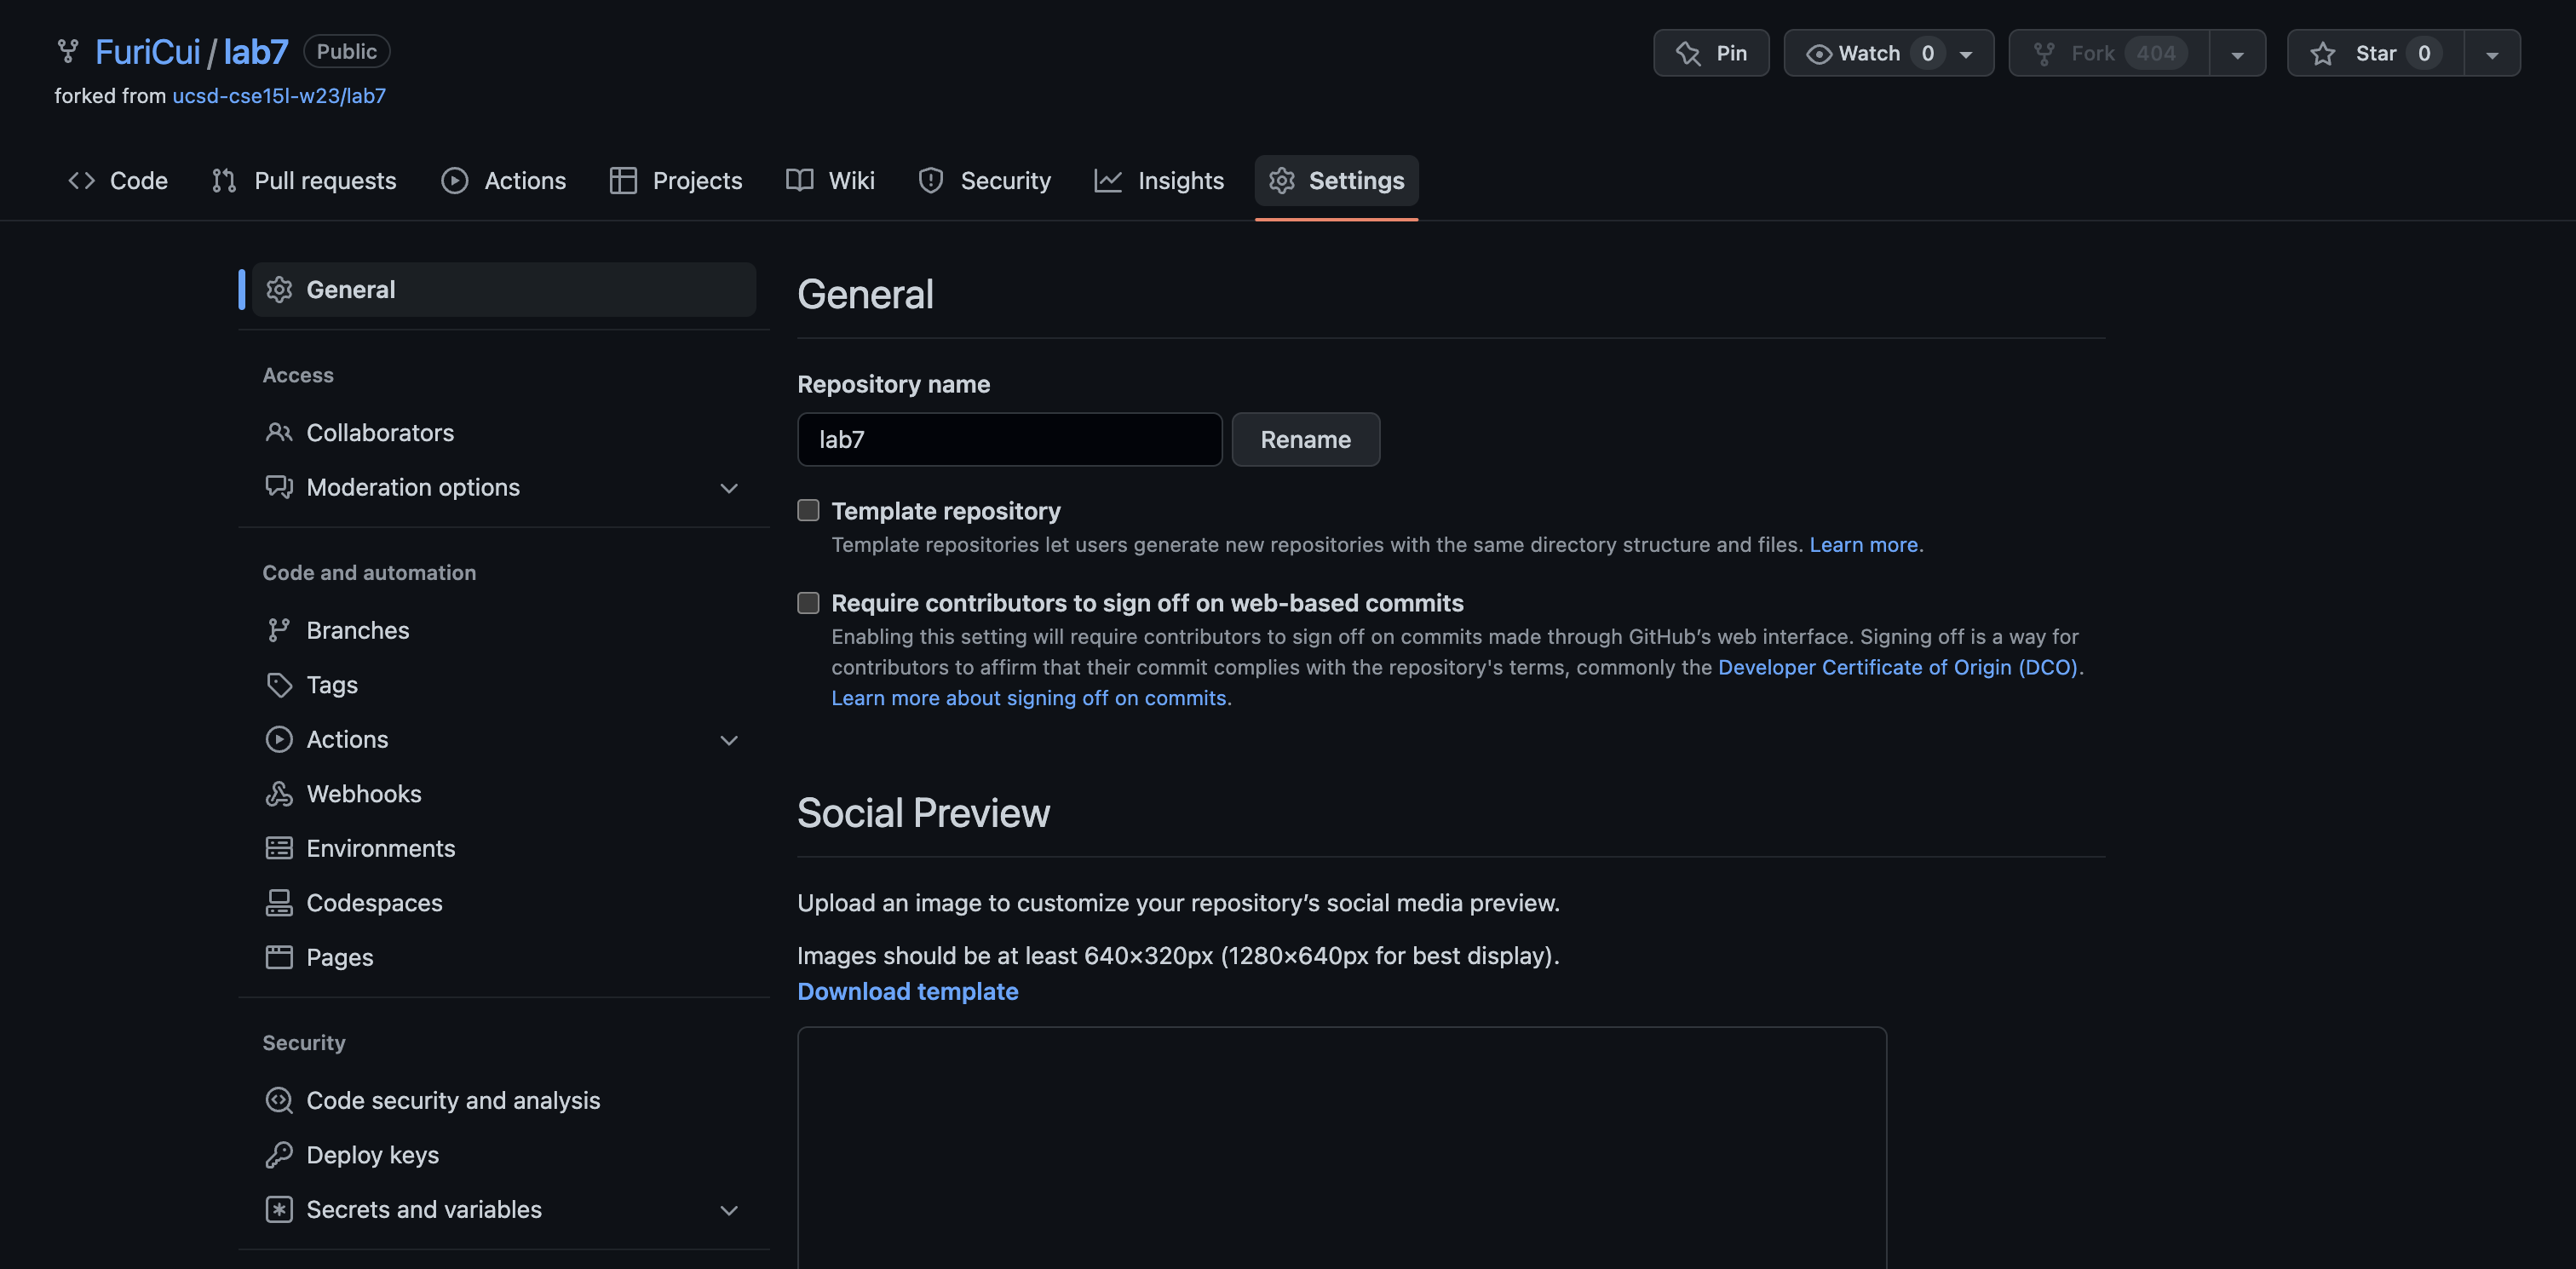 FuriCui / lab7 Public
Pin
Watch 0
Fork 404
Star 0
forked from ucsd-cse15l-w23/lab7
Code
Pull requests
Actions
Projects
Wiki
Security
Insights
Settings
General
Access
Collaborators
Moderation options
Code and automation
Branches
Tags
Actions
Webhooks
Environments
Codespaces
Pages
Security
Code security and analysis
Deploy keys
Secrets and variables
General
Repository name
lab7
Rename
Template repository
Template repositories let users generate new repositories with the same directory structure and files. Learn more.
Require contributors to sign off on web-based commits
Enabling this setting will require contributors to sign off on commits made through GitHub’s web interface. Signing off is a way for
contributors to affirm that their commit complies with the repository's terms, commonly the Developer Certificate of Origin (DCO).
Learn more about signing off on commits.
Social Preview
Upload an image to customize your repository’s social media preview.
Images should be at least 640×320px (1280×640px for best display).
Download template